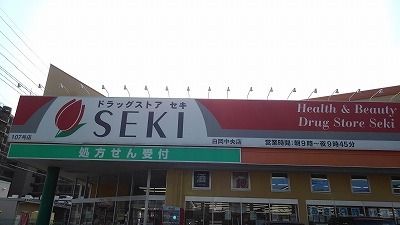 ドラッグストア セキ
SEKI
107号店
白岡中央店
処方せん受付
Health & Beauty
Drug Store Seki
営業時間：朝9時～夜9時45分
酒